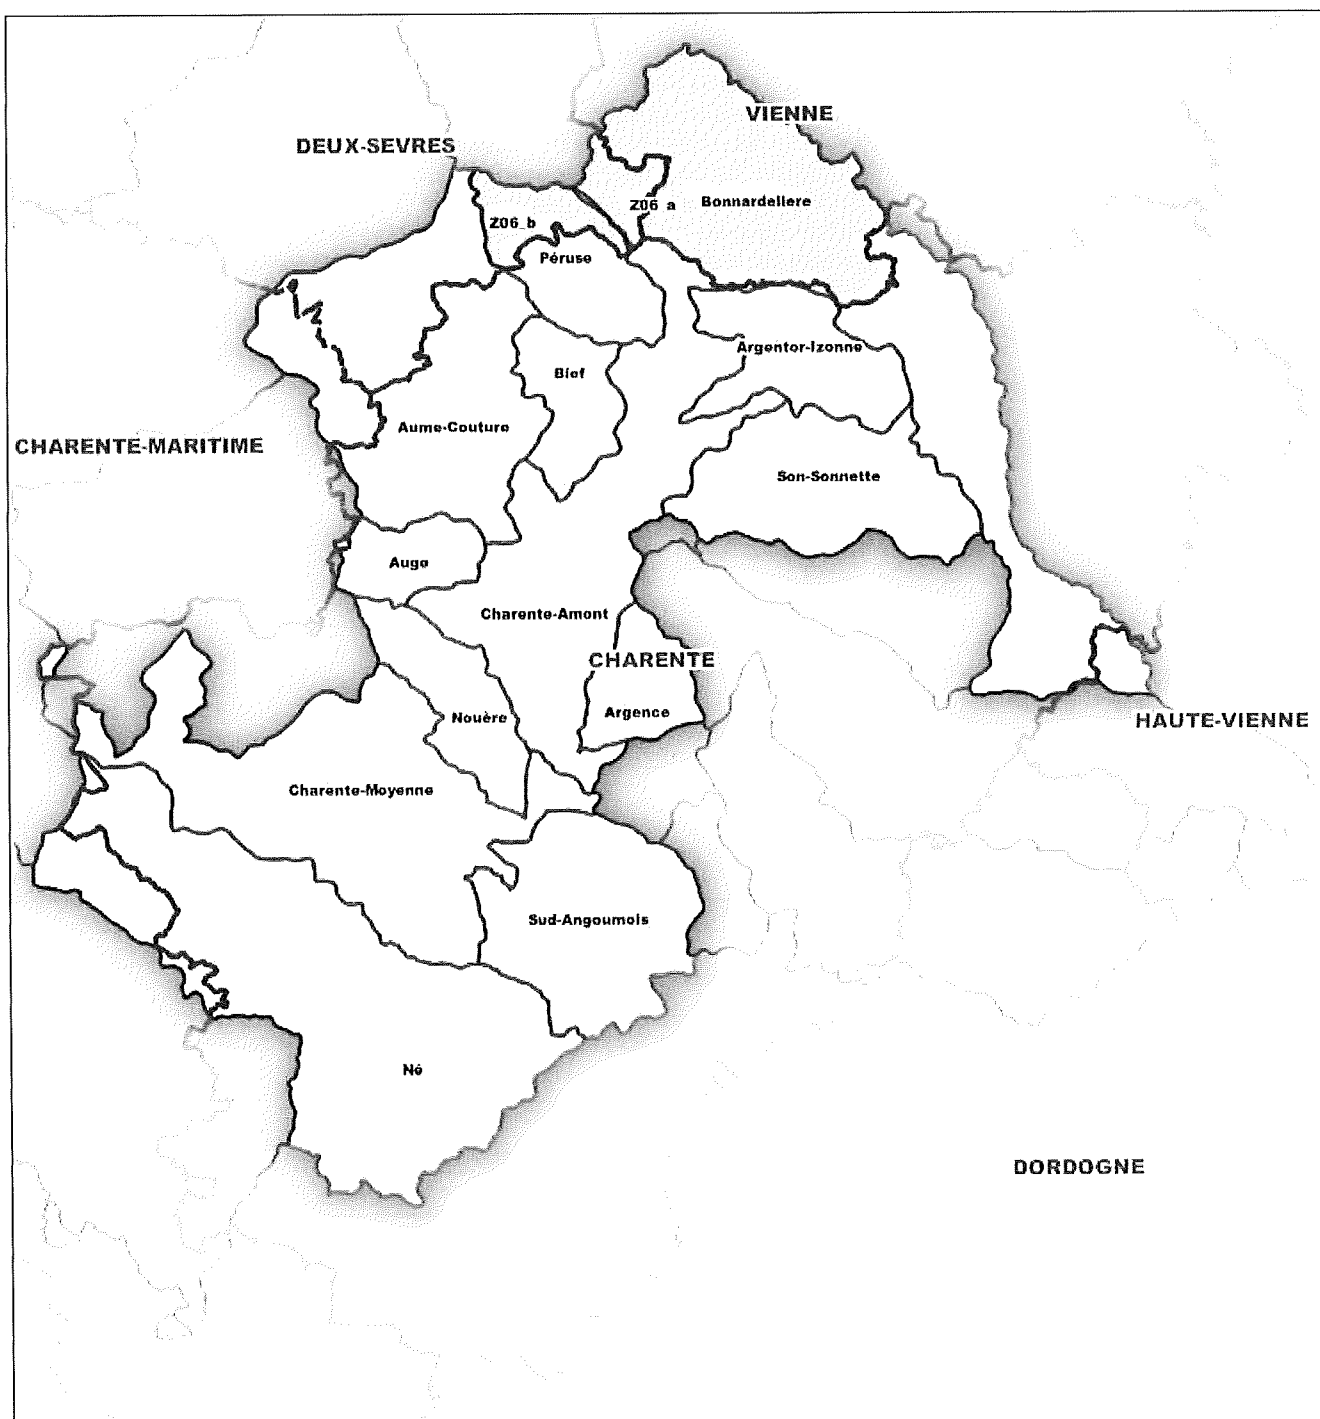 VIENNE
DEUX-SEVRES
Z06_a
Bonnardeliere
Z06_b
Péruse
Argentor-Izonne
Bief
Aume-Couture
CHARENTE-MARITIME
Son-Sonnette
Auge
Charente-Amont
CHARENTE
Argence
Nouère
HAUTE-VIENNE
Charente-Moyenne
Sud-Angoumois
Né
DORDOGNE